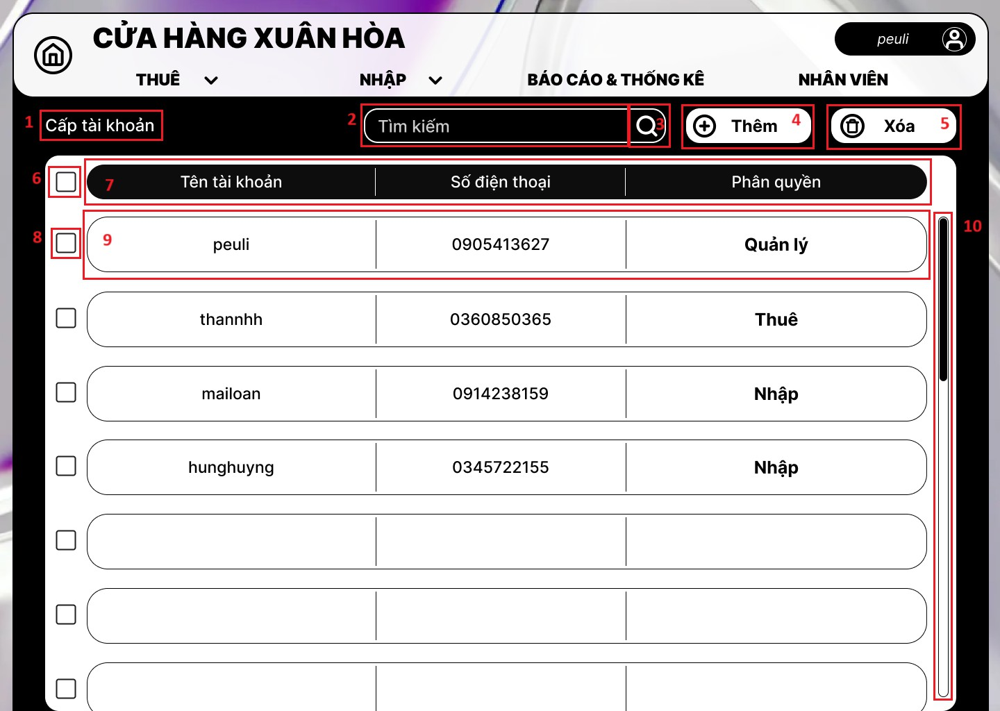 CỬA HÀNG XUÂN HÒA
peuli
THUÊ NHẬP BÁO CÁO & THỐNG KÊ NHÂN VIÊN
1 Cấp tài khoản 2 Tìm kiếm 3 Thêm 4 Xóa 5
6 7 Tên tài khoản Số điện thoại Phân quyền
8 9 peuli 0905413627 Quản lý 10
thannhh 0360850365 Thuê
mailoan 0914238159 Nhập
hunghuyng 0345722155 Nhập